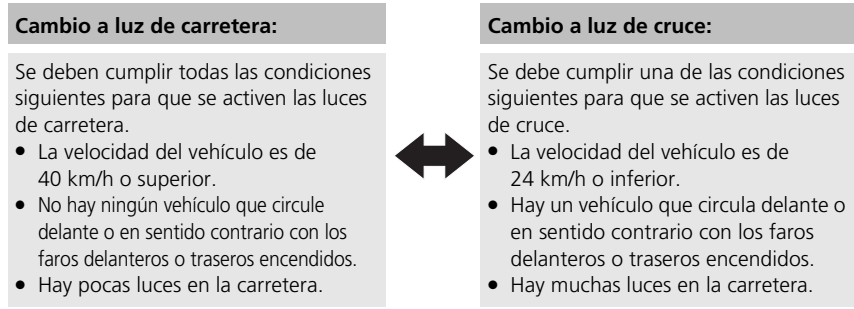 Cambio a luz de carretera:
Se deben cumplir todas las condiciones
siguientes para que se activen las luces
de carretera.
● La velocidad del vehículo es de
40 km/h o superior.
● No hay ningún vehículo que circule
delante o en sentido contrario con los
faros delanteros o traseros encendidos.
● Hay pocas luces en la carretera.
Cambio a luz de cruce:
Se debe cumplir una de las condiciones
siguientes para que se activen las luces
de cruce.
● La velocidad del vehículo es de
24 km/h o inferior.
● Hay un vehículo que circula delante o
en sentido contrario con los faros
delanteros o traseros encendidos.
● Hay muchas luces en la carretera.